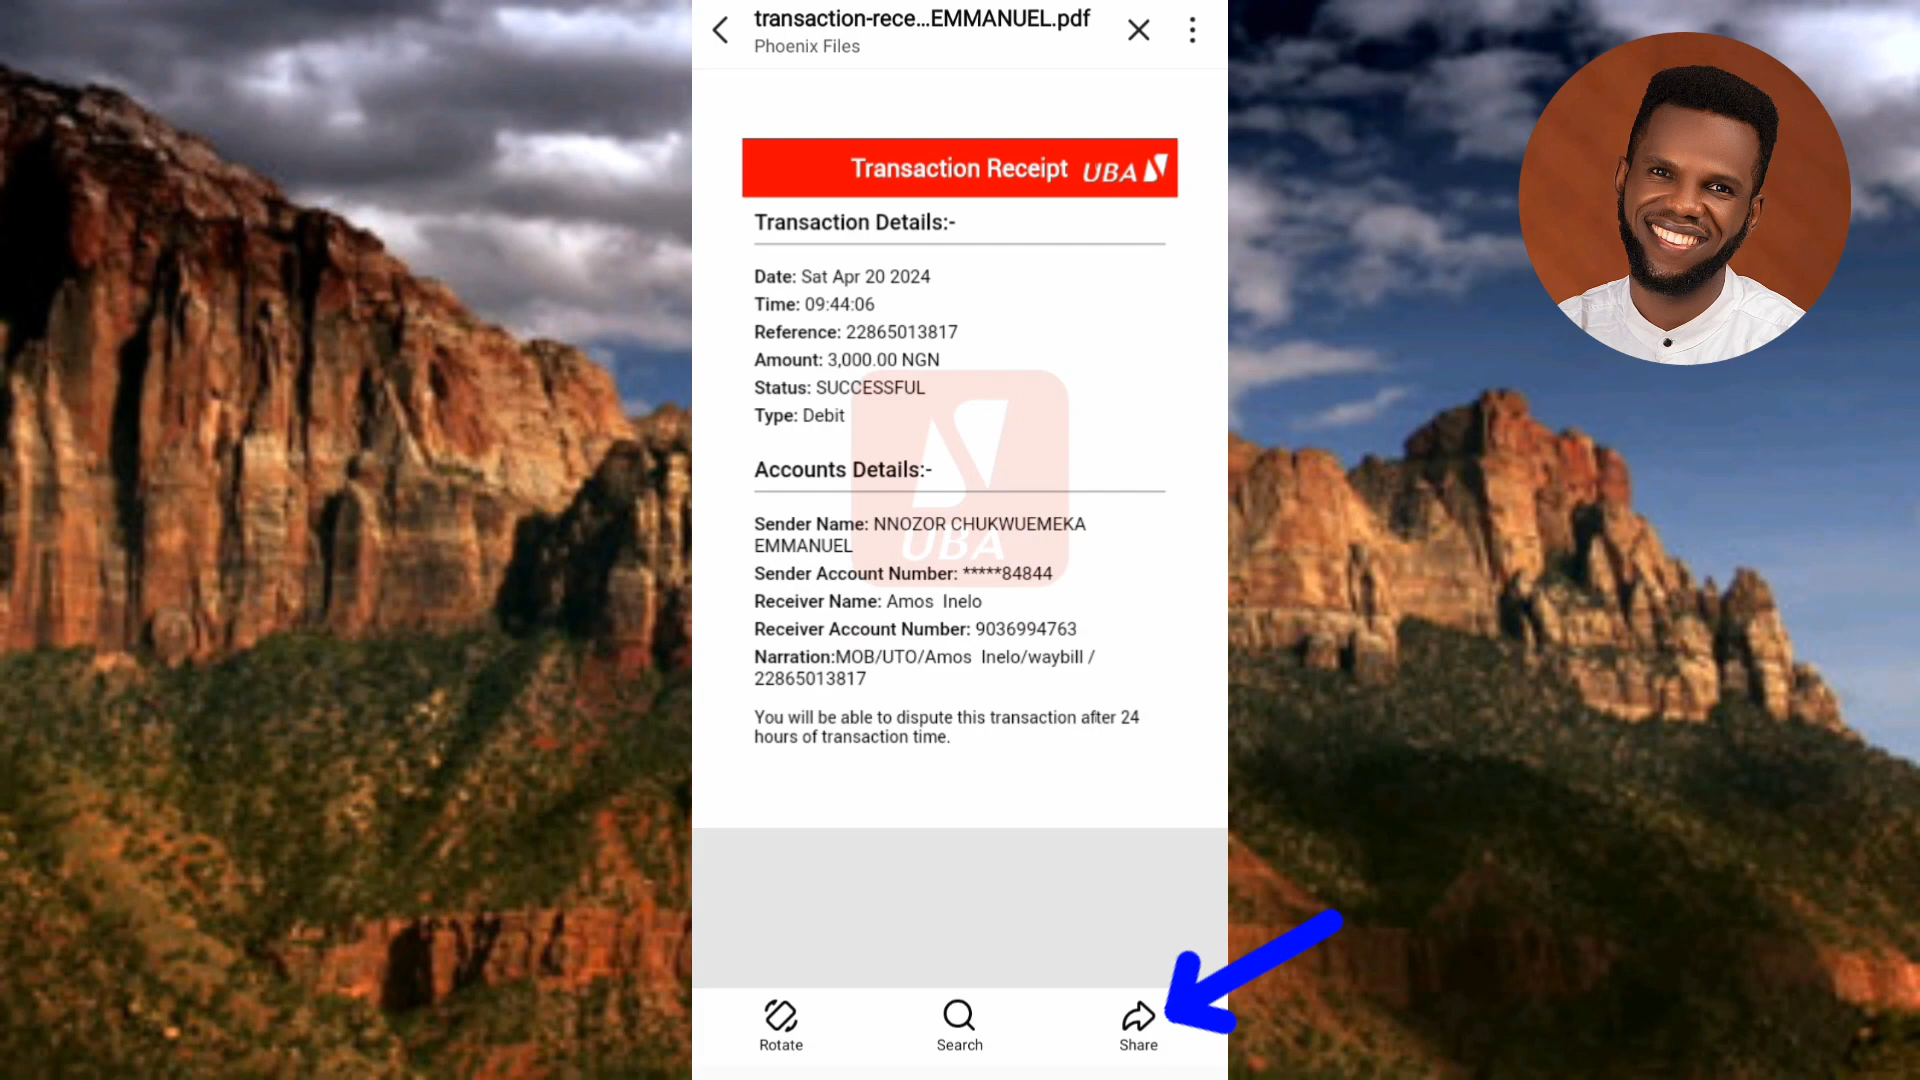 transaction-rece...EMMANUEL.pdf
Phoenix Files
Transaction Receipt UBA
Transaction Details:-
Date: Sat Apr 20 2024
Time: 09:44:06
Reference: 22865013817
Amount: 3,000.00 NGN
Status: SUCCESSFUL
Type: Debit
Accounts Details:-
Sender Name: NNOZOR CHUKWUEMEKA
EMMANUEL
UBA
Sender Account Number: *****84844
Receiver Name: Amos  Inelo
Receiver Account Number: 9036994763
Narration:MOB/UTO/Amos  Inelo/waybill /
22865013817
You will be able to dispute this transaction after 24
hours of transaction time.
Rotate
Search
Share